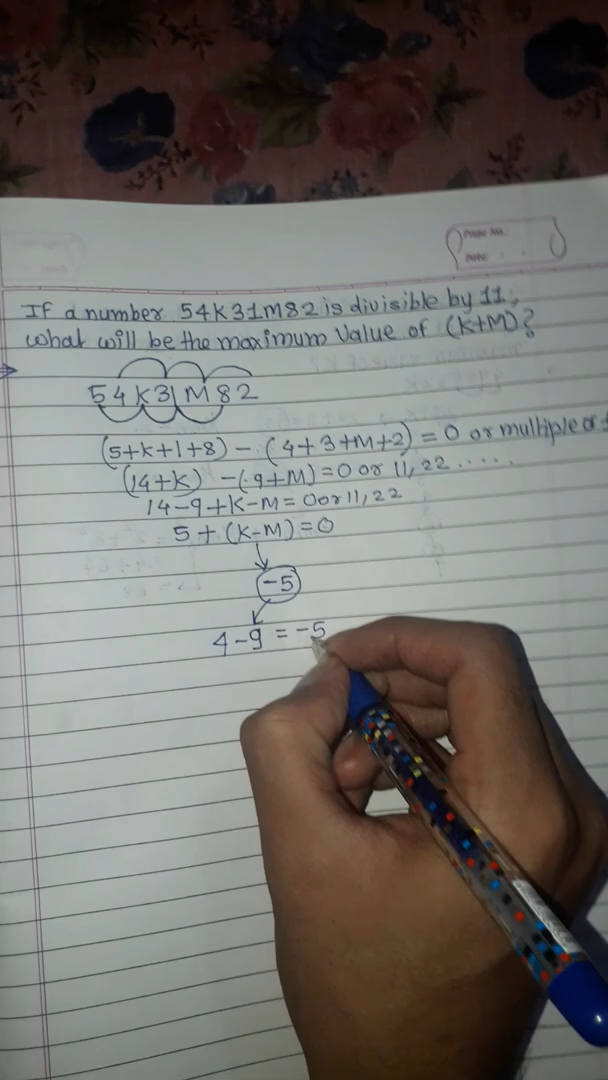 Page No.
Date
If a number 54K31M82 is divisible by 11,
what will be the maximum Value of (K+M)?
54K31M82
(5+K+1+8) - (4+3+M+2) = 0 or multiple of
(14+K) -(9+M)=0 or 11,22 .....
14-9+K-M=0 or 11,22
5+(K-M)=0
-5
4-9=-5